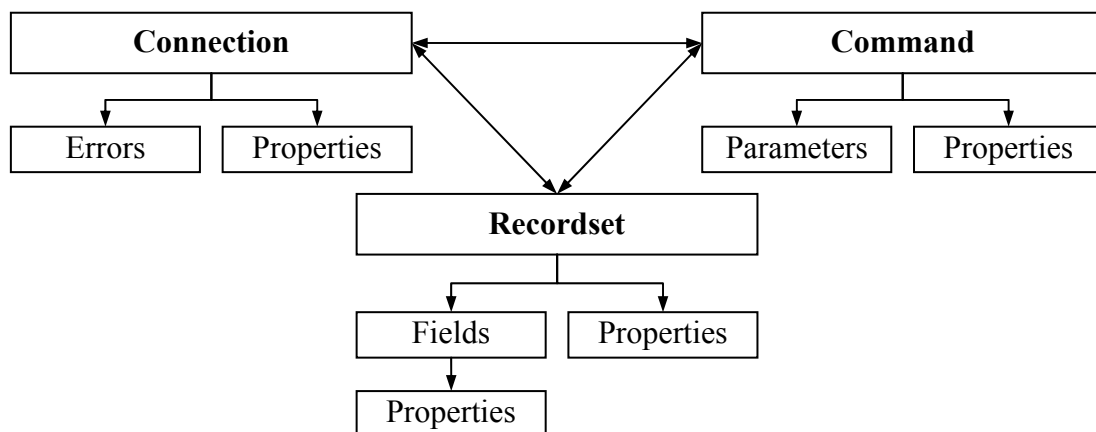 Connection
Command
Errors
Properties
Parameters
Properties
Recordset
Fields
Properties
Properties